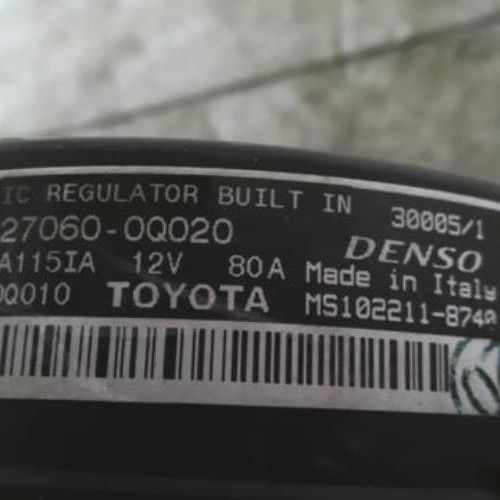 IC REGULATOR BUILT IN 30005/1
27060-0Q020 DENSO
A115IA 12V 80A Made in Italy
0Q010 TOYOTA MS102211-8740